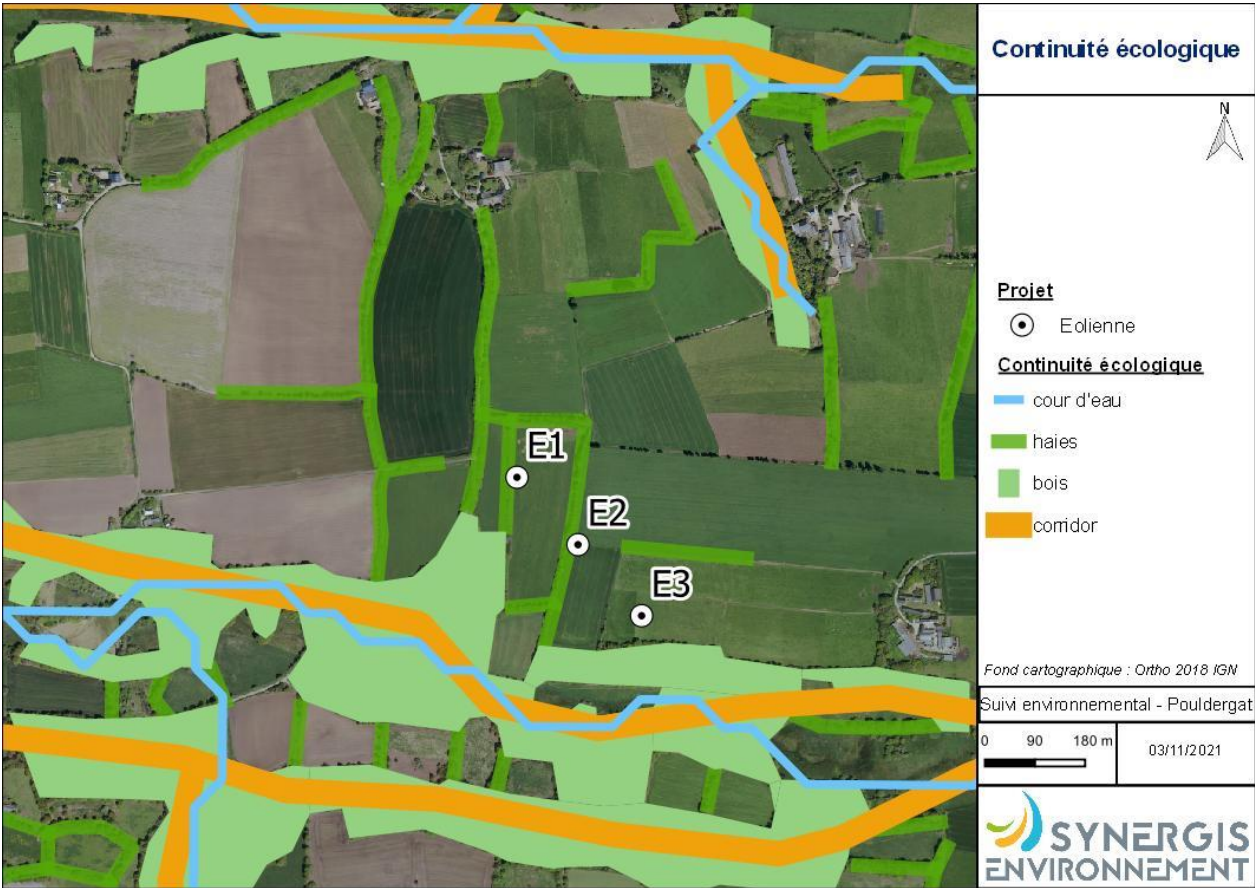 Continuité écologique
N
Projet
Eolienne
Continuité écologique
cour d'eau
haies
bois
corridor
E1
E2
E3
Fond cartographique : Ortho 2018 IGN
Suivi environnemental - Pouldergat
0 90 180 m
03/11/2021
SYNERGIS
ENVIRONNEMENT